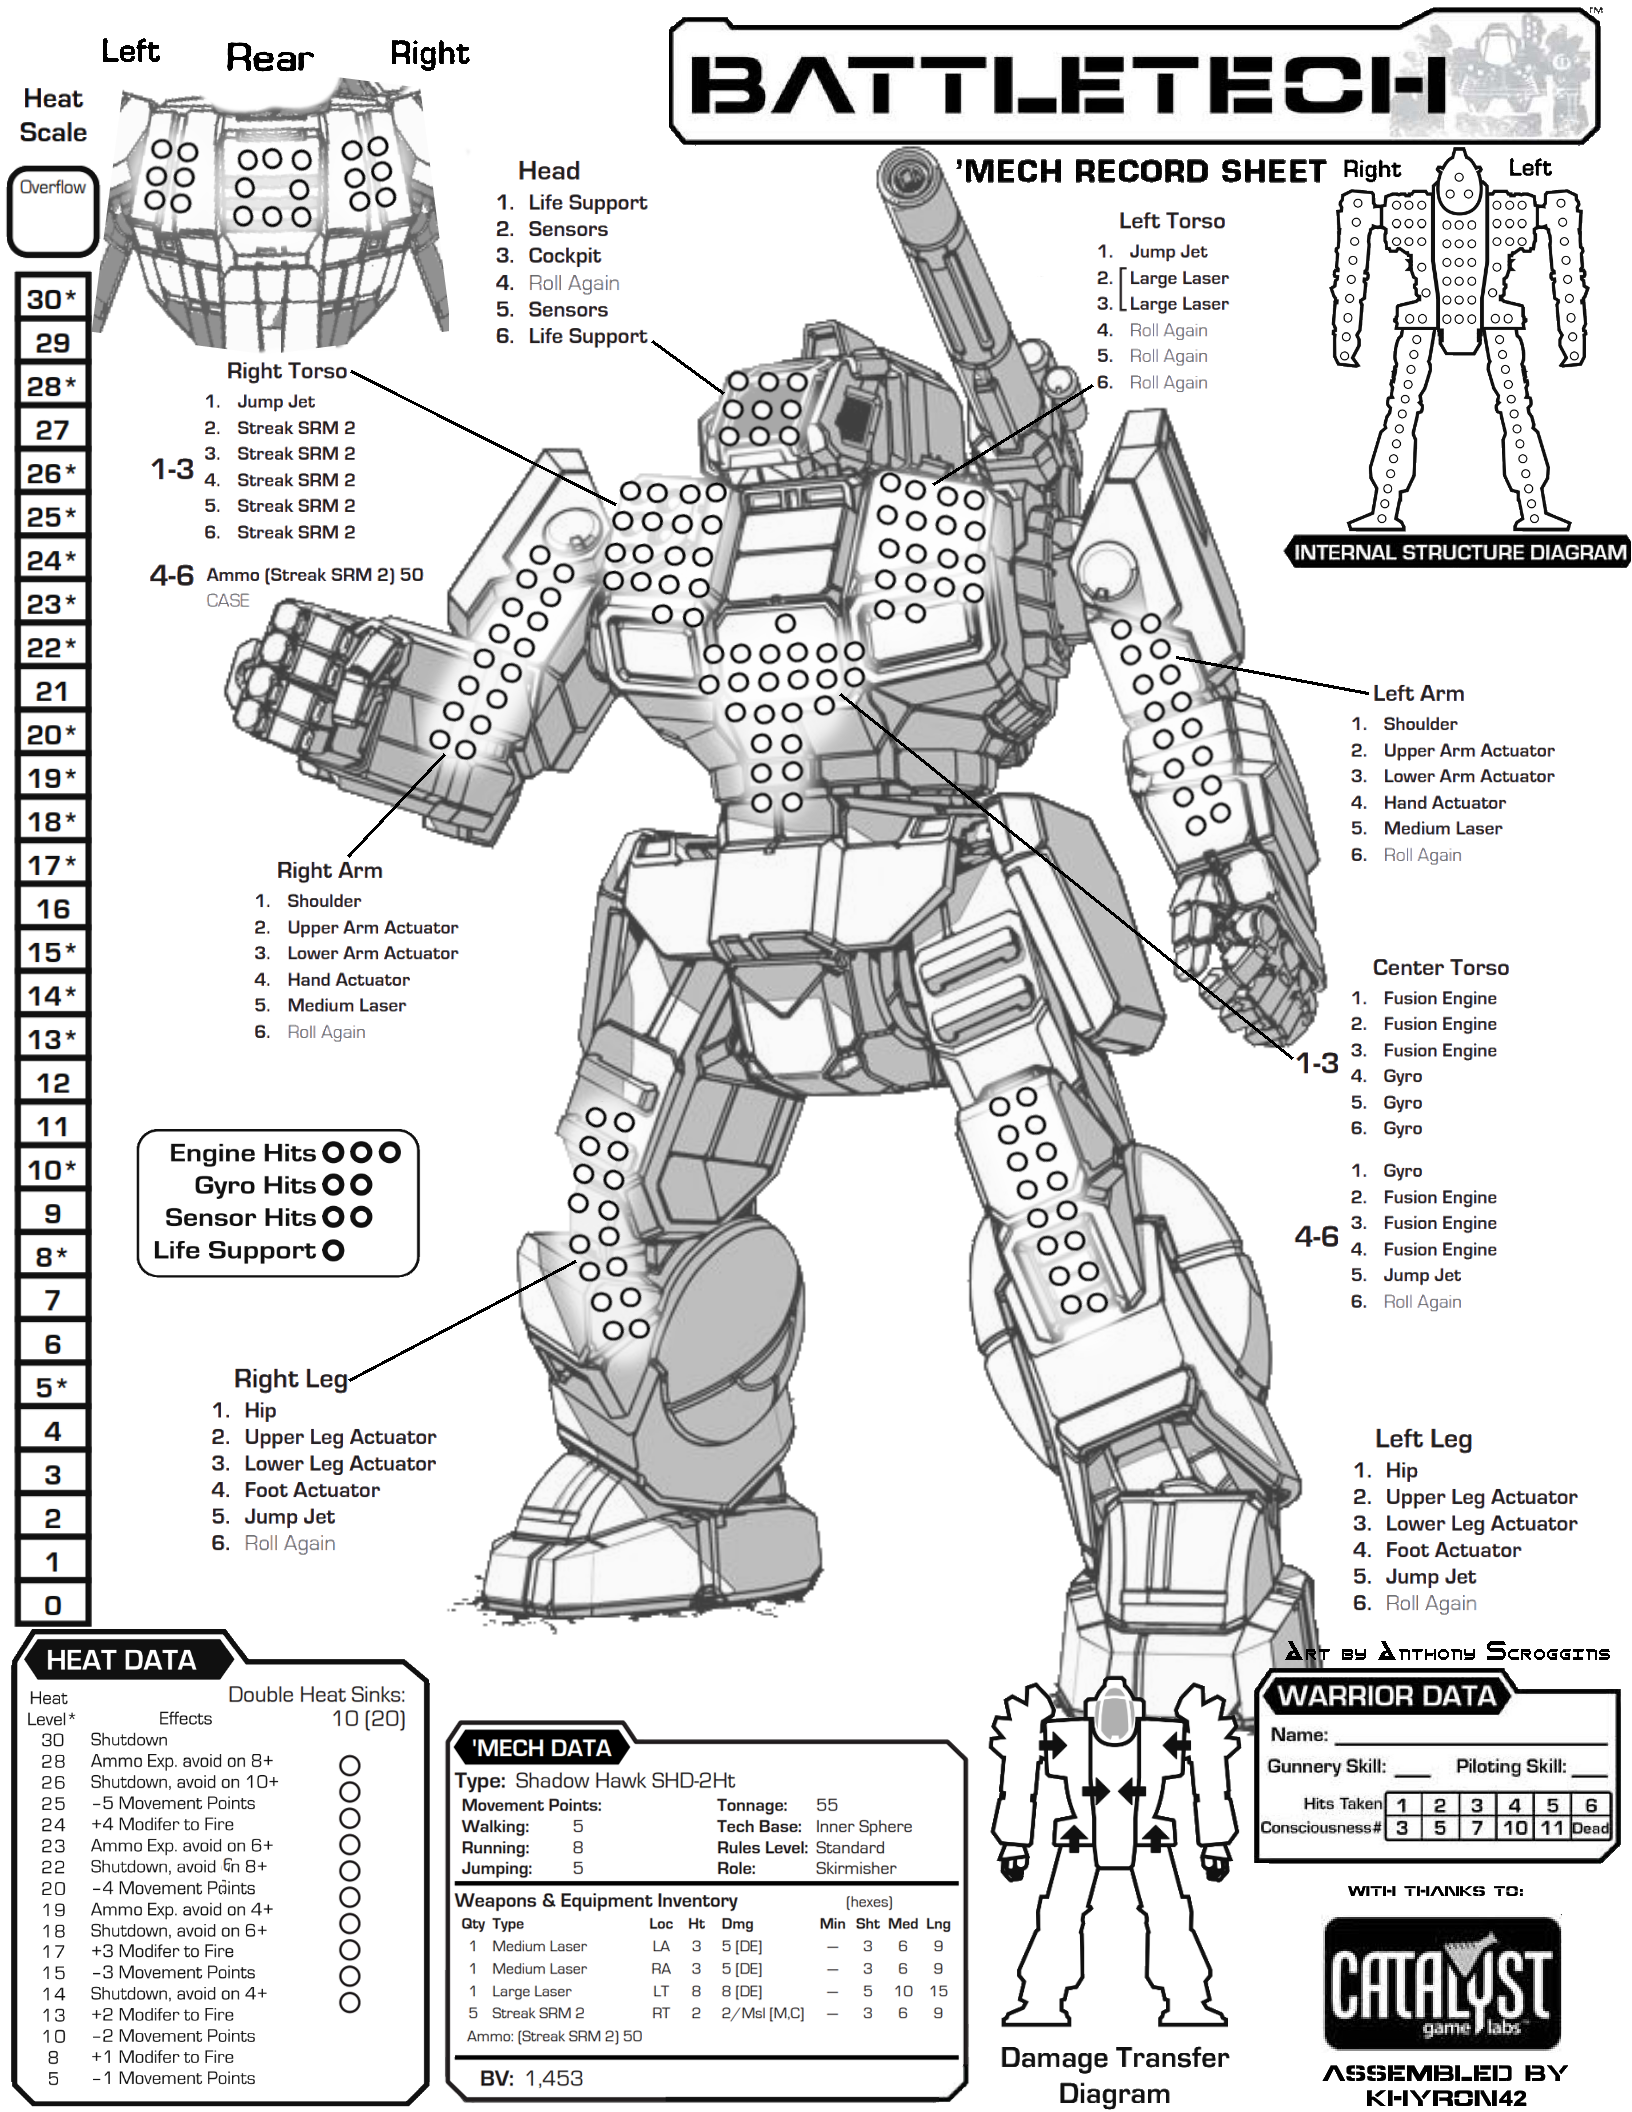 Left Rear Right
Heat
Scale
Overflow
30*
29
28*
27
26*
25*
24*
23*
22*
21
20*
19*
18*
17*
16
15*
14*
13*
12
11
10*
9
8*
7
6
5*
4
3
2
1
0
BATTLETECH™
'MECH RECORD SHEET
Right Left
INTERNAL STRUCTURE DIAGRAM
Head
1. Life Support
2. Sensors
3. Cockpit
4. Roll Again
5. Sensors
6. Life Support
Left Torso
1. Jump Jet
2. Large Laser
3. Large Laser
4. Roll Again
5. Roll Again
6. Roll Again
Right Torso
1-3
1. Jump Jet
2. Streak SRM 2
3. Streak SRM 2
4. Streak SRM 2
5. Streak SRM 2
6. Streak SRM 2
4-6 Ammo (Streak SRM 2) 50
CASE
Left Arm
1. Shoulder
2. Upper Arm Actuator
3. Lower Arm Actuator
4. Hand Actuator
5. Medium Laser
6. Roll Again
Right Arm
1. Shoulder
2. Upper Arm Actuator
3. Lower Arm Actuator
4. Hand Actuator
5. Medium Laser
6. Roll Again
Center Torso
1-3
1. Fusion Engine
2. Fusion Engine
3. Fusion Engine
4. Gyro
5. Gyro
6. Gyro
4-6
1. Gyro
2. Fusion Engine
3. Fusion Engine
4. Fusion Engine
5. Jump Jet
6. Roll Again
Engine Hits
Gyro Hits
Sensor Hits
Life Support
Right Leg
1. Hip
2. Upper Leg Actuator
3. Lower Leg Actuator
4. Foot Actuator
5. Jump Jet
6. Roll Again
Left Leg
1. Hip
2. Upper Leg Actuator
3. Lower Leg Actuator
4. Foot Actuator
5. Jump Jet
6. Roll Again
Art by Anthony Scroggins
HEAT DATA
Heat
Level* Effects
Double Heat Sinks:
10 (20)
30 Shutdown
28 Ammo Exp. avoid on 8+
26 Shutdown, avoid on 10+
25 -5 Movement Points
24 +4 Modifer to Fire
23 Ammo Exp. avoid on 6+
22 Shutdown, avoid on 8+
20 -4 Movement Points
19 Ammo Exp. avoid on 4+
18 Shutdown, avoid on 6+
17 +3 Modifer to Fire
15 -3 Movement Points
14 Shutdown, avoid on 4+
13 +2 Modifer to Fire
10 -2 Movement Points
8 +1 Modifer to Fire
5 -1 Movement Points
'MECH DATA
Type: Shadow Hawk SHD-2Ht
Movement Points: Tonnage: 55
Walking: 5 Tech Base: Inner Sphere
Running: 8 Rules Level: Standard
Jumping: 5 Role: Skirmisher
Weapons & Equipment Inventory (hexes)
Qty Type Loc Ht Dmg Min Sht Med Lng
1 Medium Laser LA 3 5 [DE] — 3 6 9
1 Medium Laser RA 3 5 [DE] — 3 6 9
1 Large Laser LT 8 8 [DE] — 5 10 15
5 Streak SRM 2 RT 2 2/Msl [M,C] — 3 6 9
Ammo: (Streak SRM 2) 50
BV: 1,453
Damage Transfer
Diagram
WARRIOR DATA
Name:
Gunnery Skill: Piloting Skill:
Hits Taken 1 2 3 4 5 6
Consciousness# 3 5 7 10 11 Dead
WITH THANKS TO:
CATALYST
game labs™
ASSEMBLED BY
KHYRON42